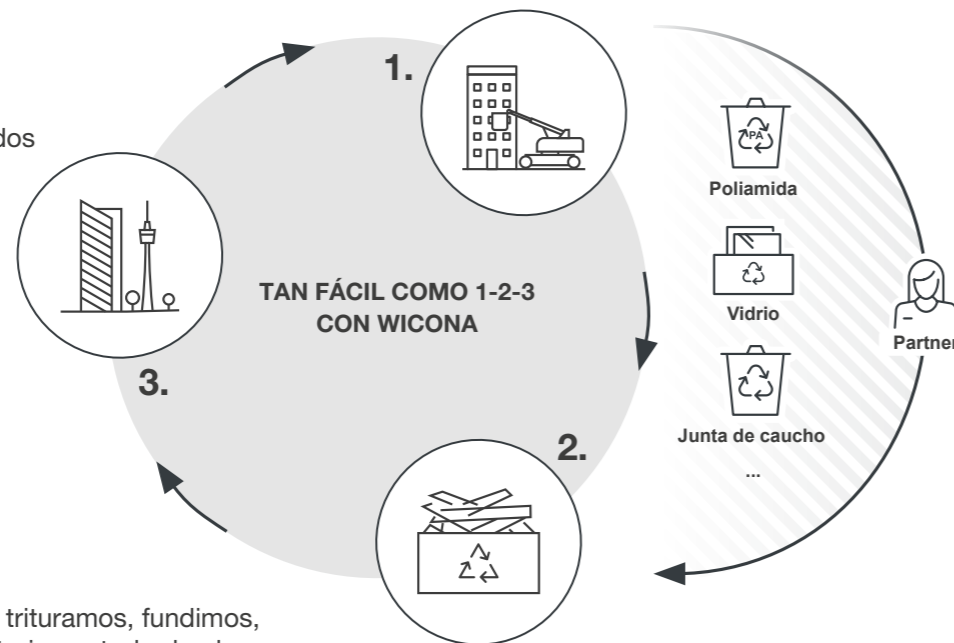 1.
dos
PA
Poliamida
TAN FÁCIL COMO 1-2-3
CON WICONA
Vidrio
Partner
3.
Junta de caucho
2.
...
trituramos, fundimos,